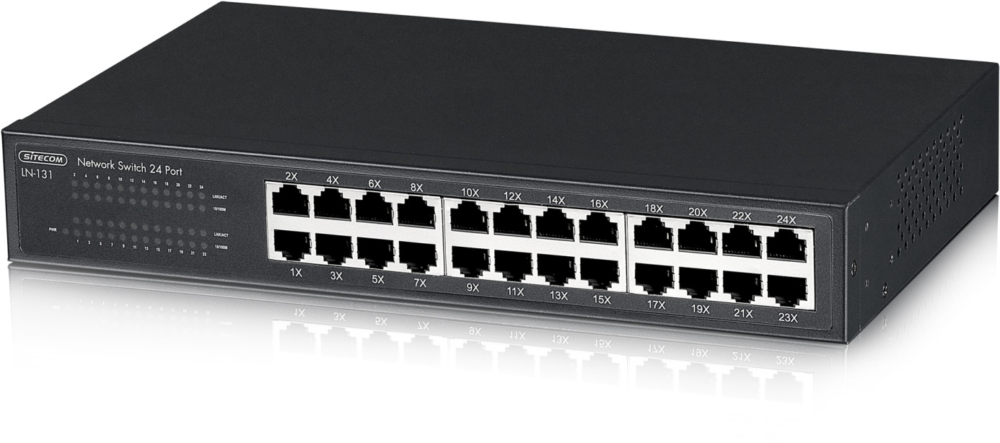 SITECOM
Network Switch 24 Port
LN-131
2 4 6 8 10 12 14 16 18 20 22 24
LNK/ACT
10/100M
PWR
LNK/ACT
10/100M
1 3 5 7 9 11 13 15 17 19 21 23
2X 4X 6X 8X 10X 12X 14X 16X 18X 20X 22X 24X
1X 3X 5X 7X 9X 11X 13X 15X 17X 19X 21X 23X